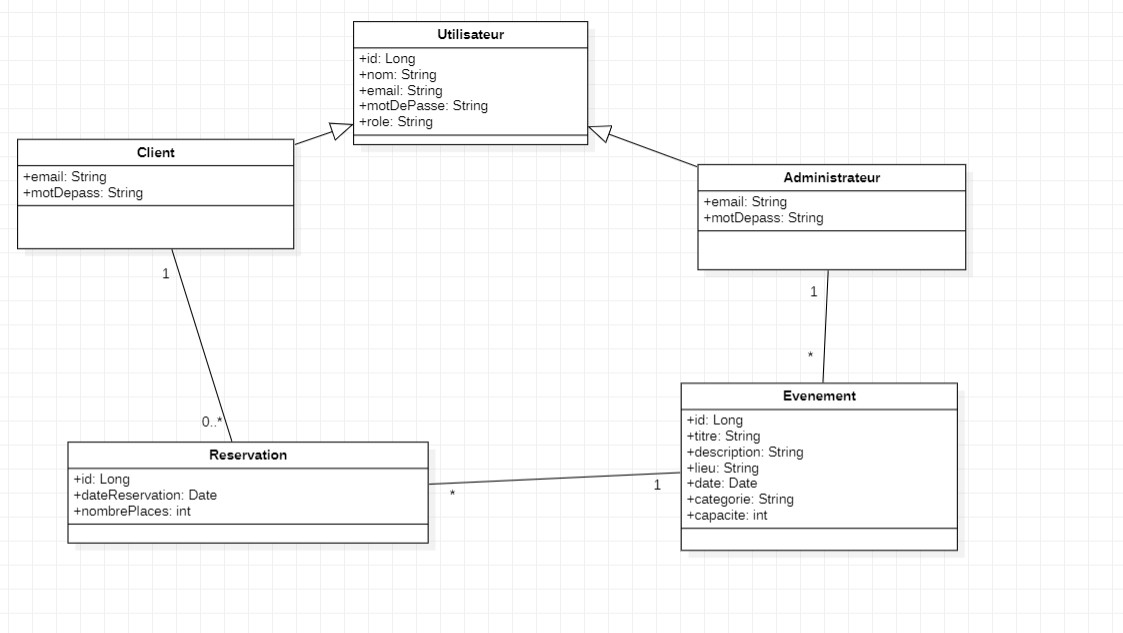 Utilisateur
+id: Long
+nom: String
+email: String
+motDePasse: String
+role: String
Client
+email: String
+motDepass: String
Administrateur
+email: String
+motDepass: String
1
1
*
0..*
Evenement
+id: Long
+titre: String
+description: String
+lieu: String
+date: Date
+categorie: String
+capacite: int
Reservation
+id: Long
+dateReservation: Date
+nombrePlaces: int
*
1